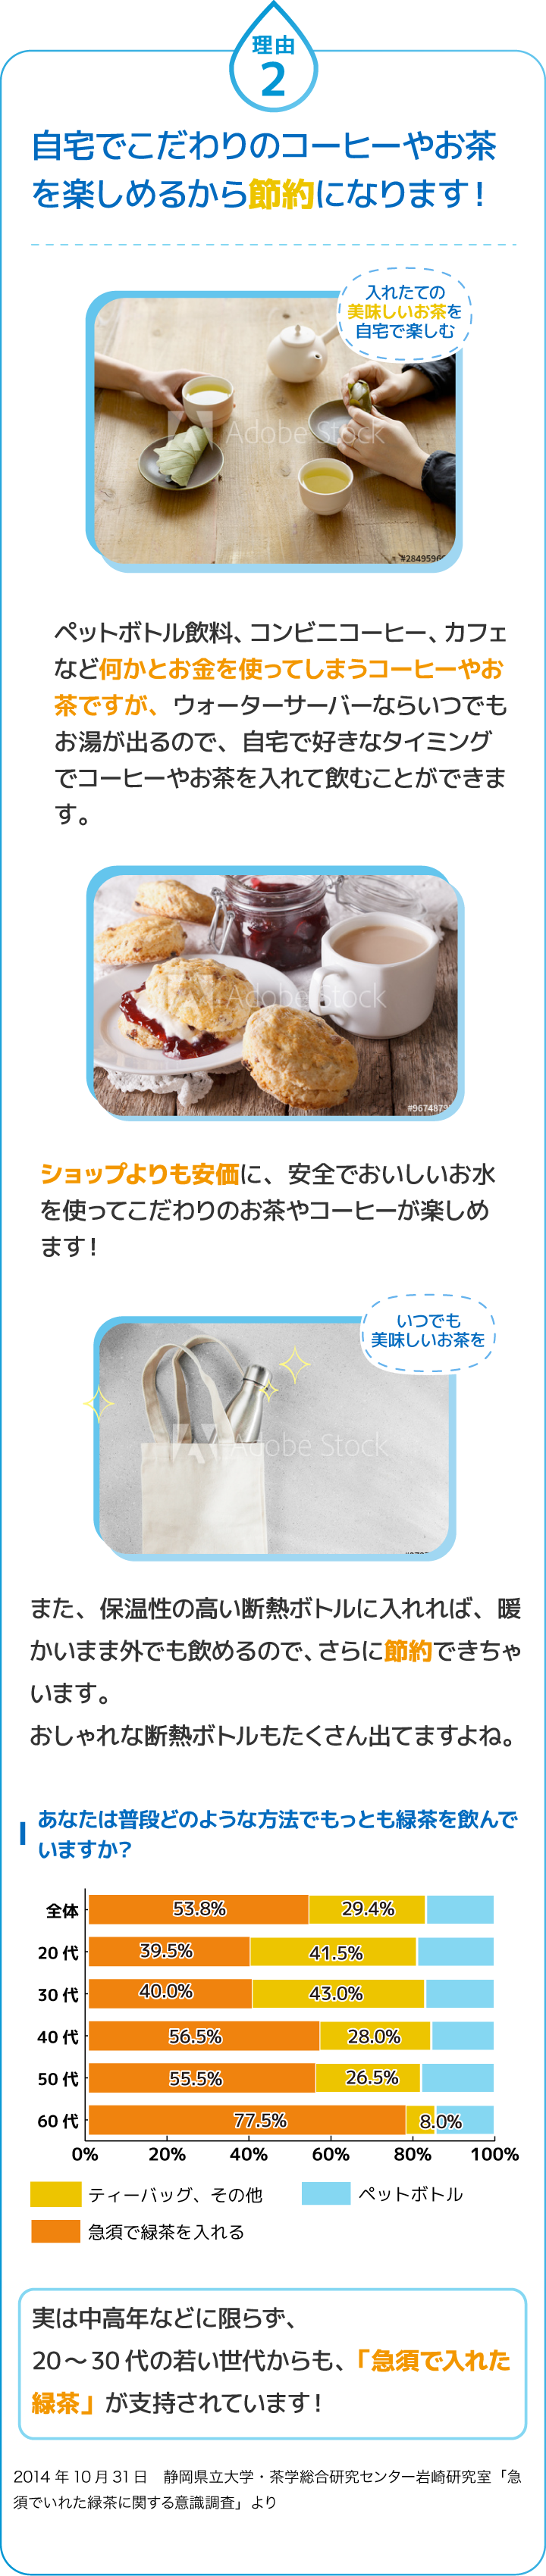 理由
2
自宅でこだわりのコーヒーやお茶
を楽しめるから節約になります！
入れたての
美味しいお茶を
自宅で楽しむ
Adobe Stock
ペットボトル飲料、コンビニコーヒー、カフェ
など何かとお金を使ってしまうコーヒーやお
茶ですが、ウォーターサーバーならいつでも
お湯が出るので、自宅で好きなタイミング
でコーヒーやお茶を入れて飲むことができま
す。
Adobe Stock
ショップよりも安価に、安全でおいしいお水
を使ってこだわりのお茶やコーヒーが楽しめ
ます！
いつでも
美味しいお茶を
Adobe Stock
また、保温性の高い断熱ボトルに入れれば、暖
かいまま外でも飲めるので、さらに節約できちゃ
います。
おしゃれな断熱ボトルもたくさん出てますよね。
あなたは普段どのような方法でもっとも緑茶を飲んで
いますか?
全体 53.8% 29.4%
20 代 39.5% 41.5%
30 代 40.0% 43.0%
40 代 56.5% 28.0%
50 代 55.5% 26.5%
60 代 77.5% 8.0%
0% 20% 40% 60% 80% 100%
ティーバッグ、その他 ペットボトル
急須で緑茶を入れる
実は中高年などに限らず、
20〜30 代の若い世代からも、「急須で入れた
緑茶」が支持されています！
2014 年 10 月 31 日　静岡県立大学・茶学総合研究センター岩崎研究室「急
須でいれた緑茶に関する意識調査」より